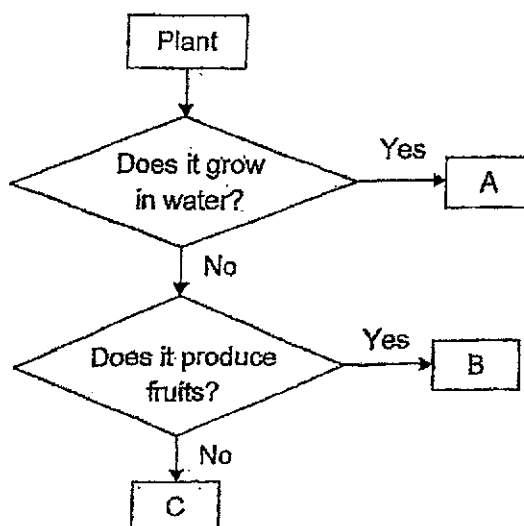 Plant
Does it grow
in water?
Yes
A
No
Does it produce
fruits?
Yes
B
No
C